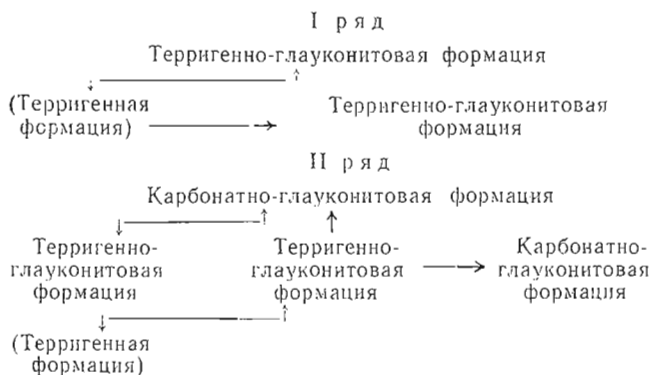 I ряд
Терригенно-глауконитовая формация
(Терригенная
формация)
Терригенно-глауконитовая
формация
II ряд
Карбонатно-глауконитовая формация
Терригенно-
глауконитовая
формация
Терригенно-
глауконитовая
формация
Карбонатно-
глауконитовая
формация
(Терригенная
формация)